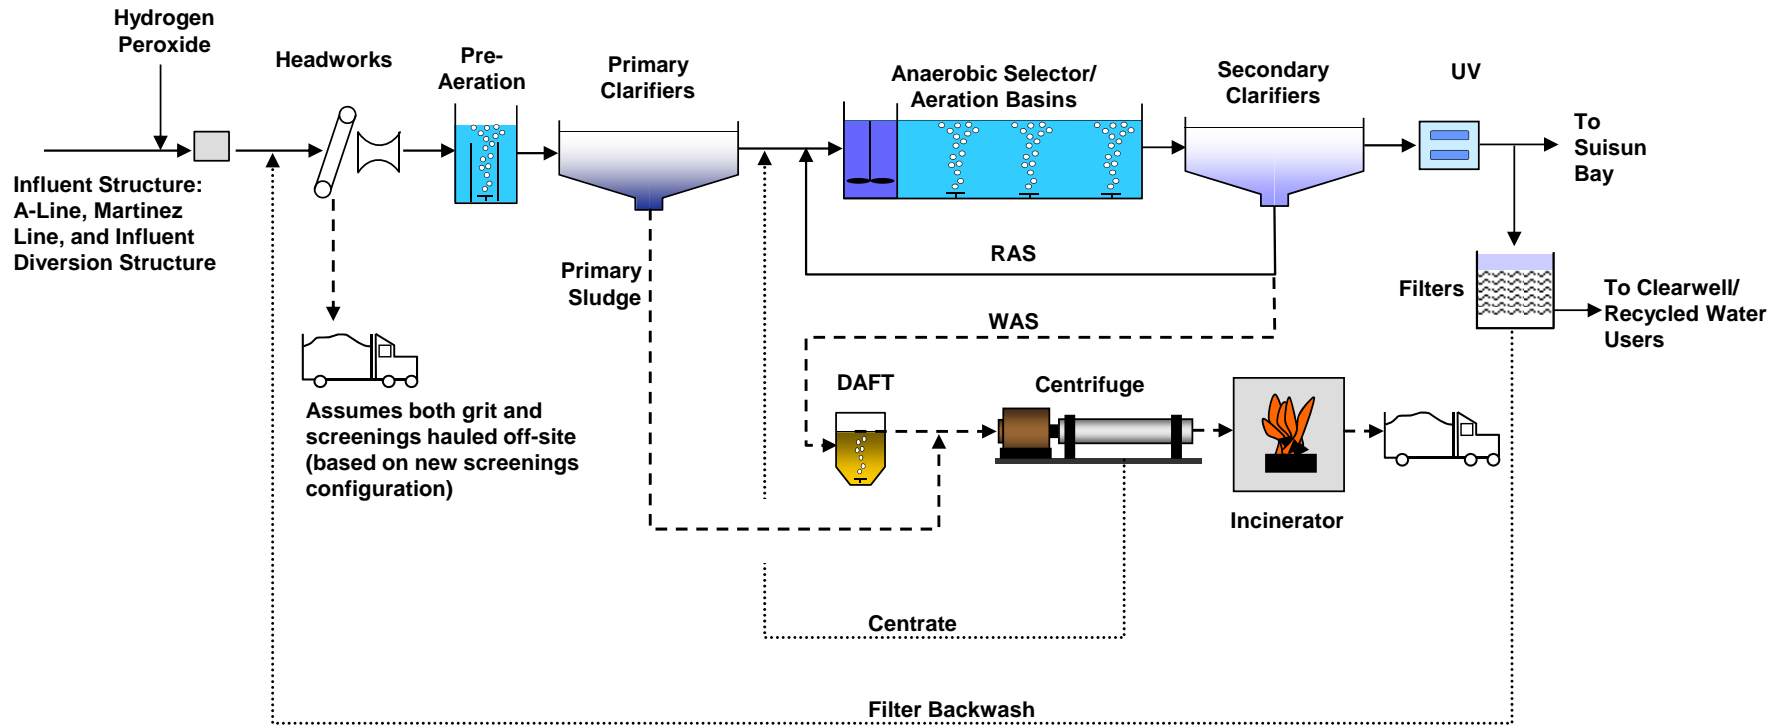 Hydrogen
Peroxide
Headworks
Pre-
Aeration
Primary
Clarifiers
Anaerobic Selector/
Aeration Basins
Secondary
Clarifiers
UV
To
Suisun
Bay
Influent Structure:
A-Line, Martinez
Line, and Influent
Diversion Structure
Primary
Sludge
RAS
WAS
Filters
To Clearwell/
Recycled Water
Users
DAFT
Centrifuge
Assumes both grit and
screenings hauled off-site
(based on new screenings
configuration)
Incinerator
Centrate
Filter Backwash